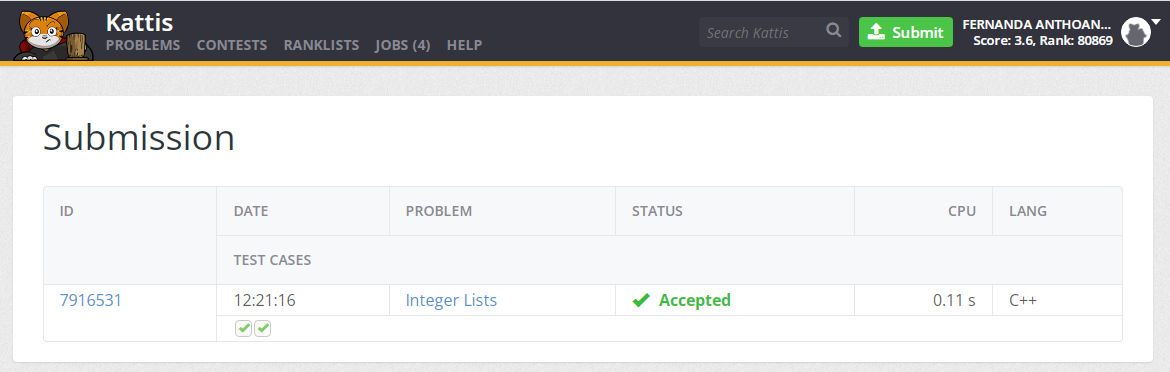 Kattis
PROBLEMS CONTESTS RANKLISTS JOBS (4) HELP
Search Kattis
Submit
FERNANDA ANTHOAN...
Score: 3.6, Rank: 80869
Submission
ID DATE PROBLEM STATUS CPU LANG
TEST CASES
7916531 12:21:16 Integer Lists Accepted 0.11 s C++